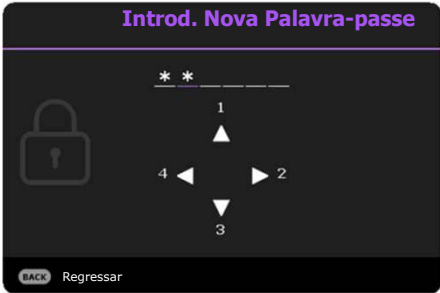 Introd. Nova Palavra-passe
* * _ _ _ _
1
4 2
3
BACK Regressar